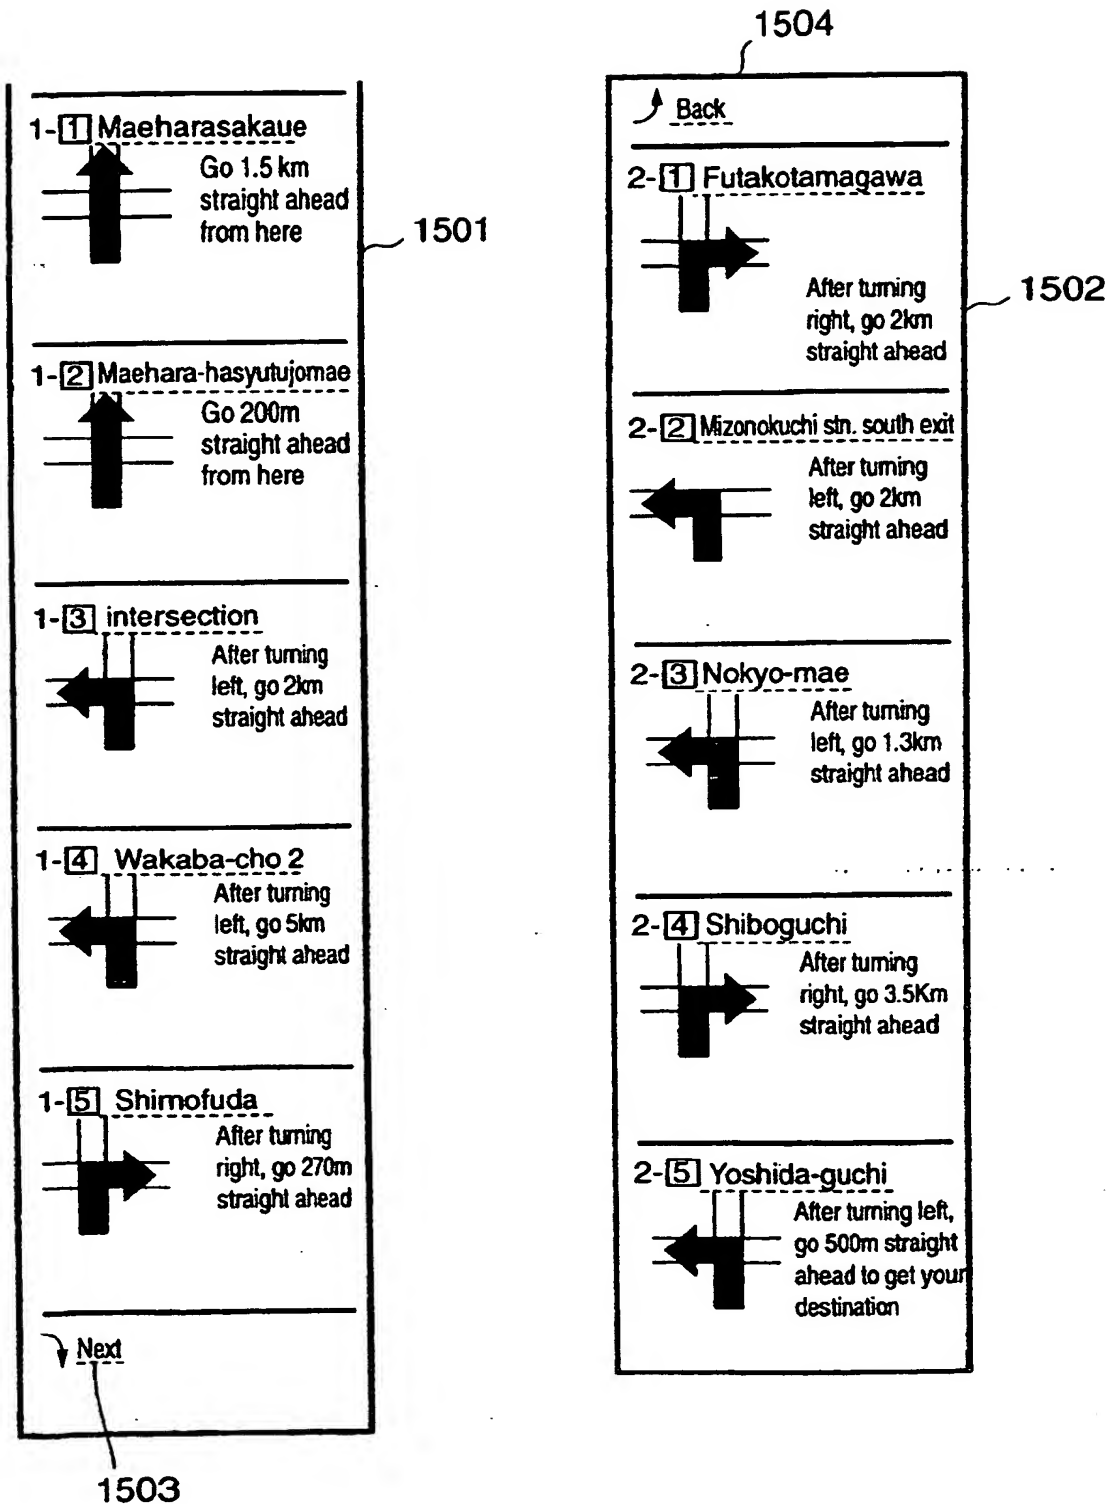 1-1 Maeharasakaue
Go 1.5 km
straight ahead
from here
1501
1-2 Maehara-hasyutujomae
Go 200m
straight ahead
from here
1-3 intersection
After turning
left, go 2km
straight ahead
1-4 Wakaba-cho 2
After turning
left, go 5km
straight ahead
1-5 Shimofuda
After turning
right, go 270m
straight ahead
Next
1503
1504
Back
2-1 Futakotamagawa
After turning
right, go 2km
straight ahead
1502
2-2 Mizonokuchi stn. south exit
After turning
left, go 2km
straight ahead
2-3 Nokyo-mae
After turning
left, go 1.3km
straight ahead
2-4 Shiboguchi
After turning
right, go 3.5Km
straight ahead
2-5 Yoshida-guchi
After turning left,
go 500m straight
ahead to get your
destination